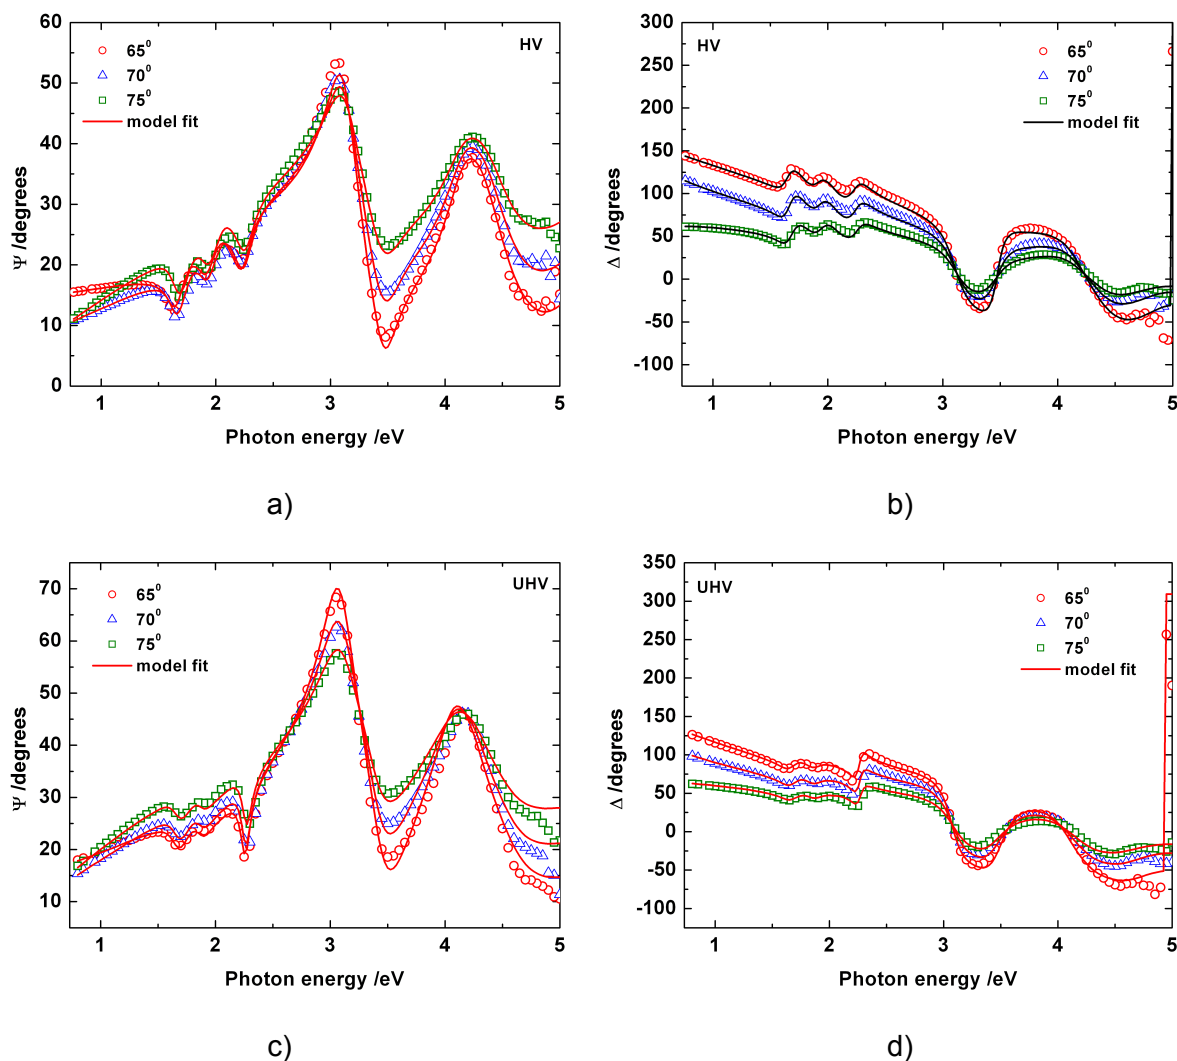 HV
65⁰
70⁰
75⁰
model fit
60
50
40
30
20
10
0
Ψ /degrees
1 2 3 4 5
Photon energy /eV
a)
HV
65⁰
70⁰
75⁰
model fit
300
250
200
150
100
50
0
-50
-100
Δ /degrees
1 2 3 4 5
Photon energy /eV
b)
UHV
65⁰
70⁰
75⁰
model fit
70
60
50
40
30
20
10
Ψ /degrees
1 2 3 4 5
Photon energy /eV
c)
UHV
65⁰
70⁰
75⁰
model fit
350
300
250
200
150
100
50
0
-50
-100
Δ /degrees
1 2 3 4 5
Photon energy /eV
d)